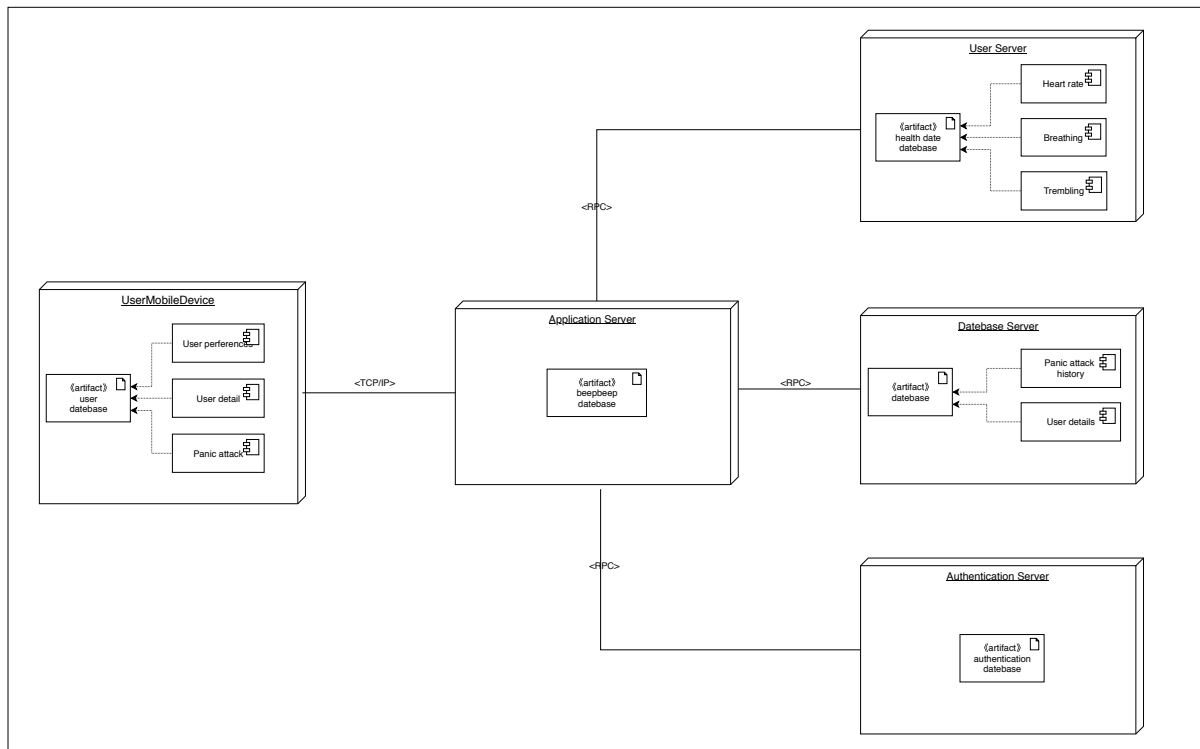 User Server
Heart rate
《artifact》
health date
datebase
Breathing
Trembling
<RPC>
UserMobileDevice
User perferences
《artifact》
user
datebase
User detail
Panic attack
<TCP/IP>
Application Server
《artifact》
beepbeep
datebase
<RPC>
Datebase Server
Panic attack
history
《artifact》
datebase
User details
<RPC>
Authentication Server
《artifact》
authentication
datebase